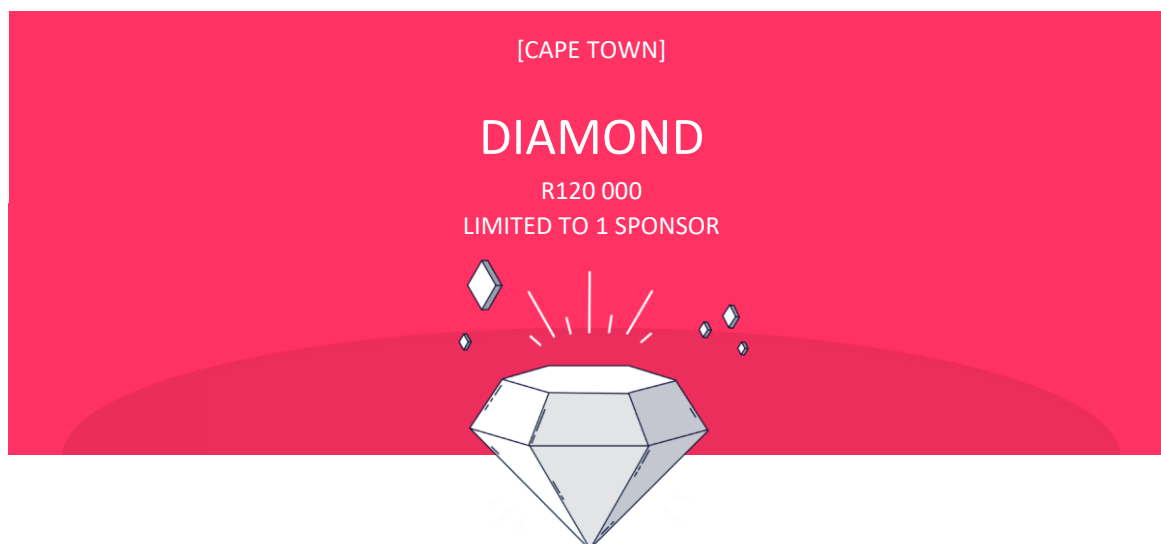 [CAPE TOWN]
DIAMOND
R120 000
LIMITED TO 1 SPONSOR